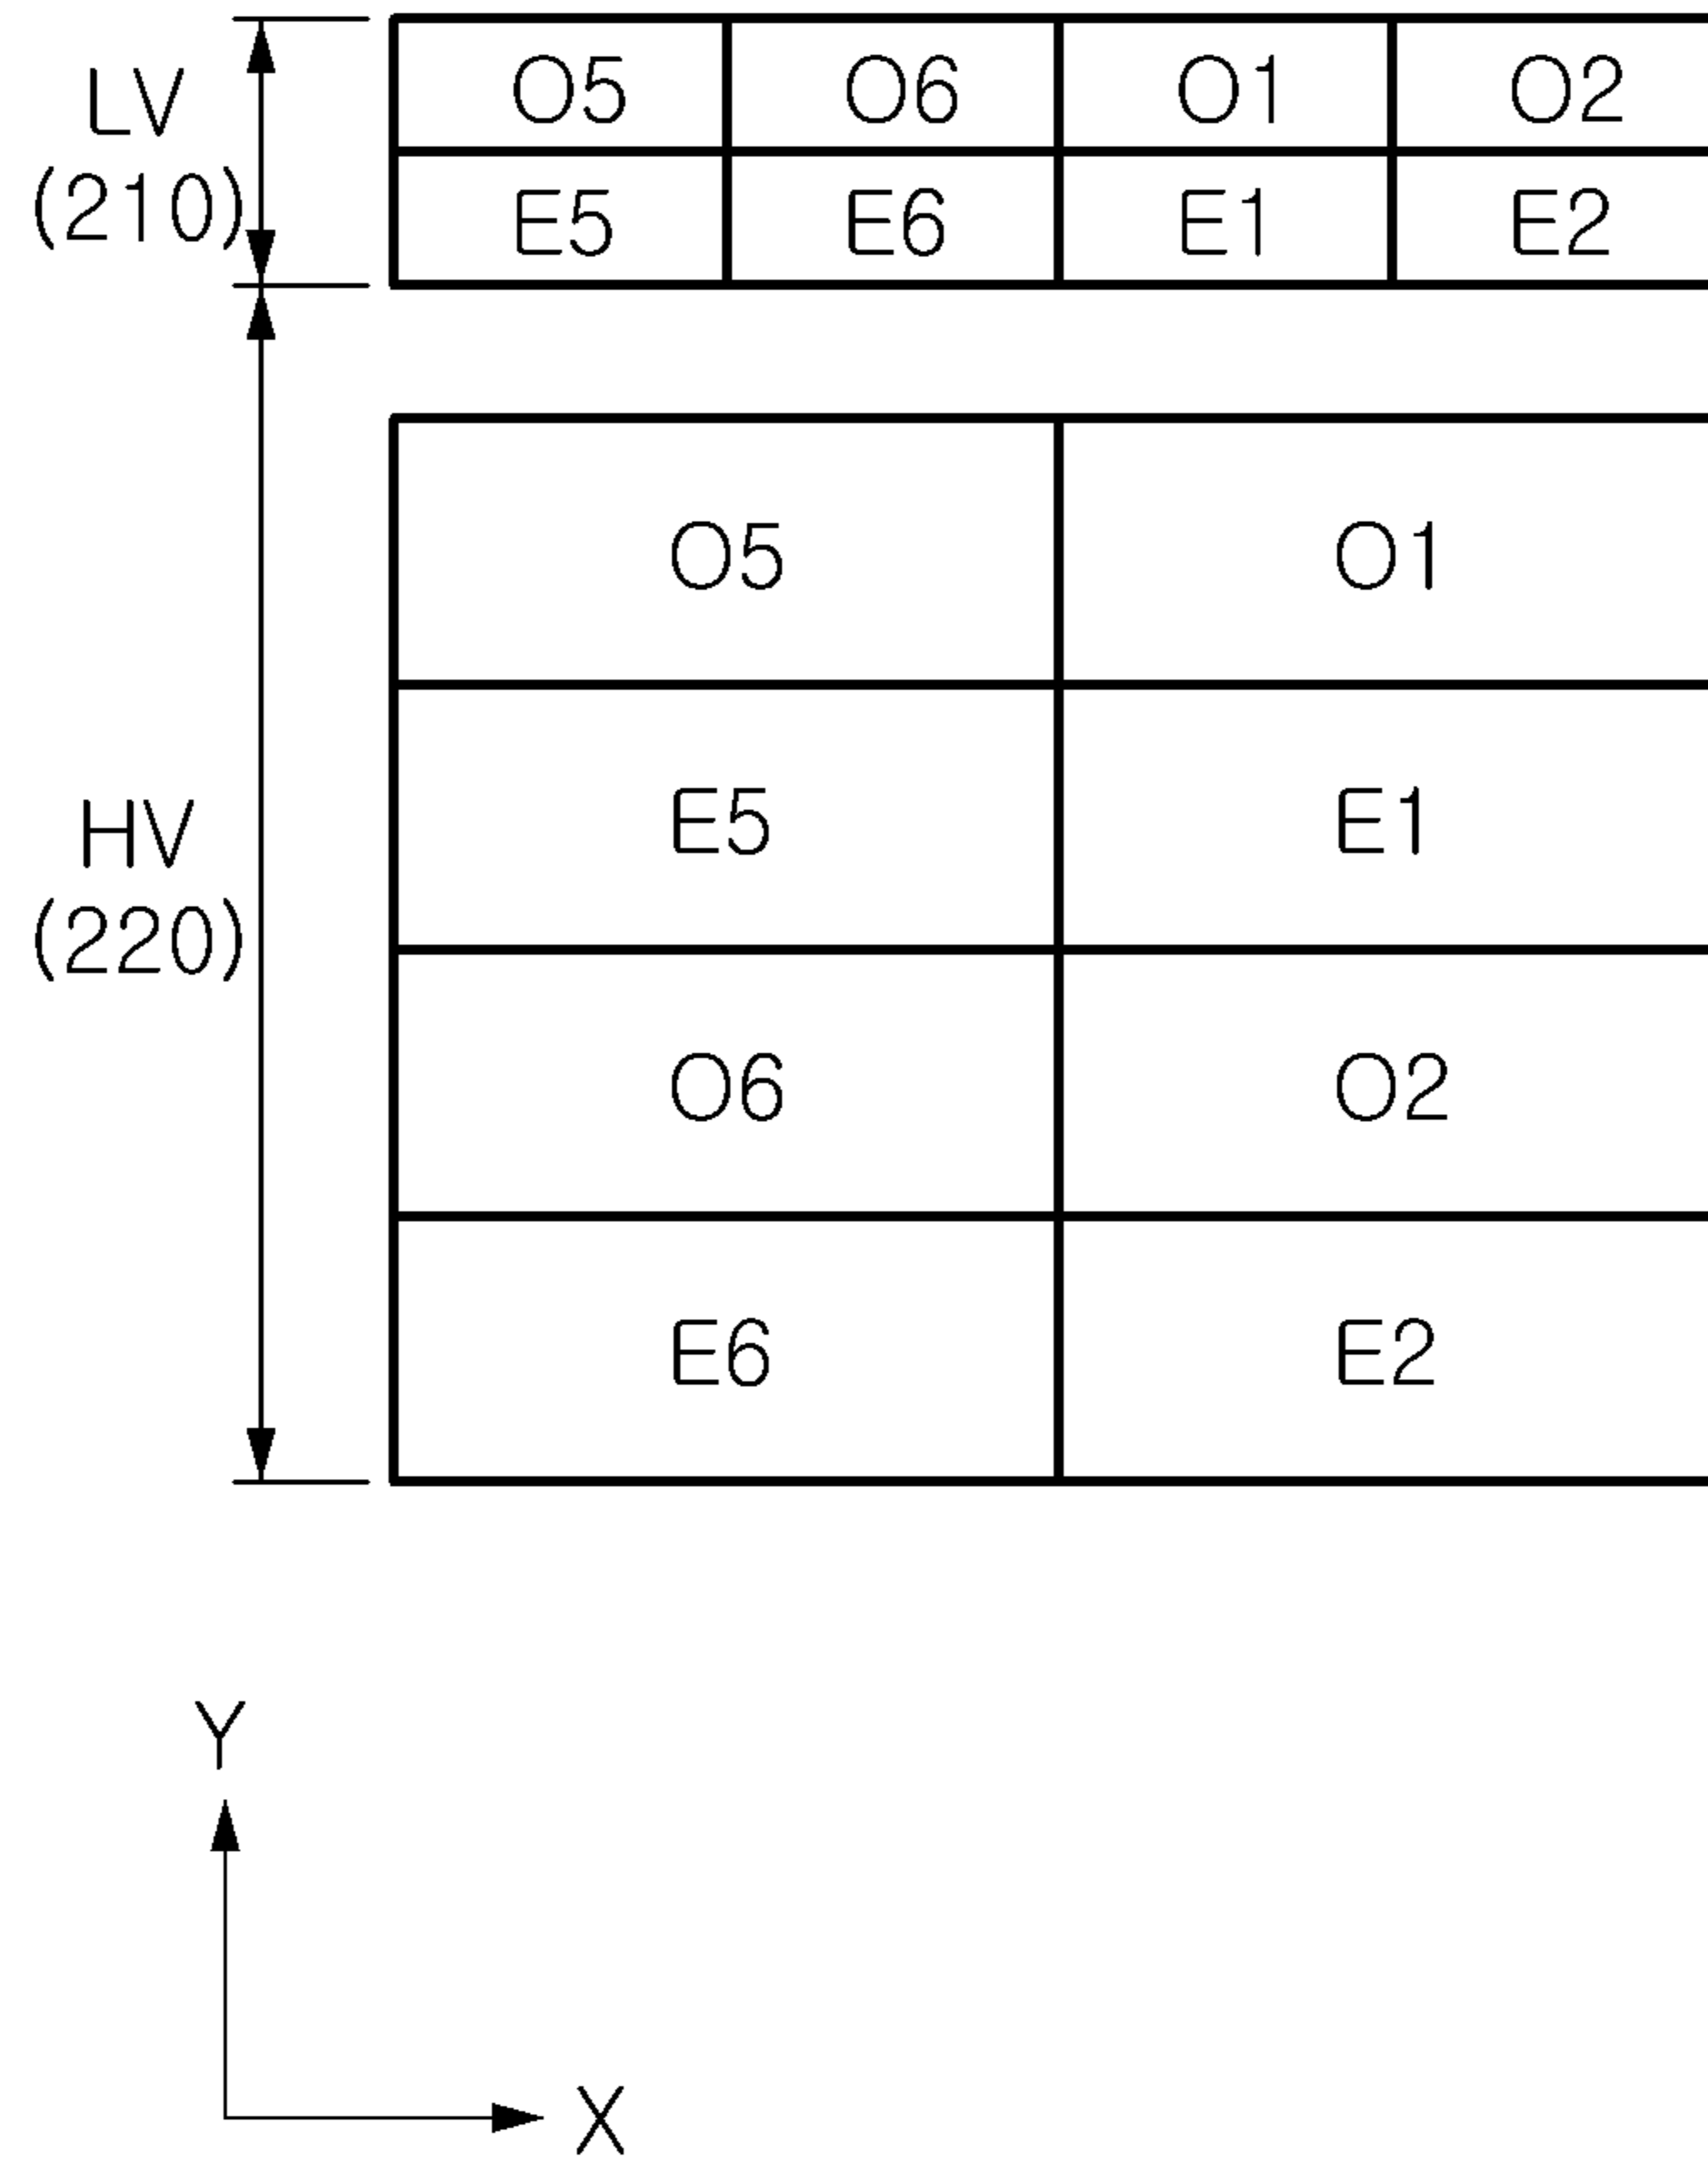 LV
(210)
O5 O6 O1 O2
E5 E6 E1 E2
HV
(220)
O5 O1
E5 E1
O6 O2
E6 E2
Y
X